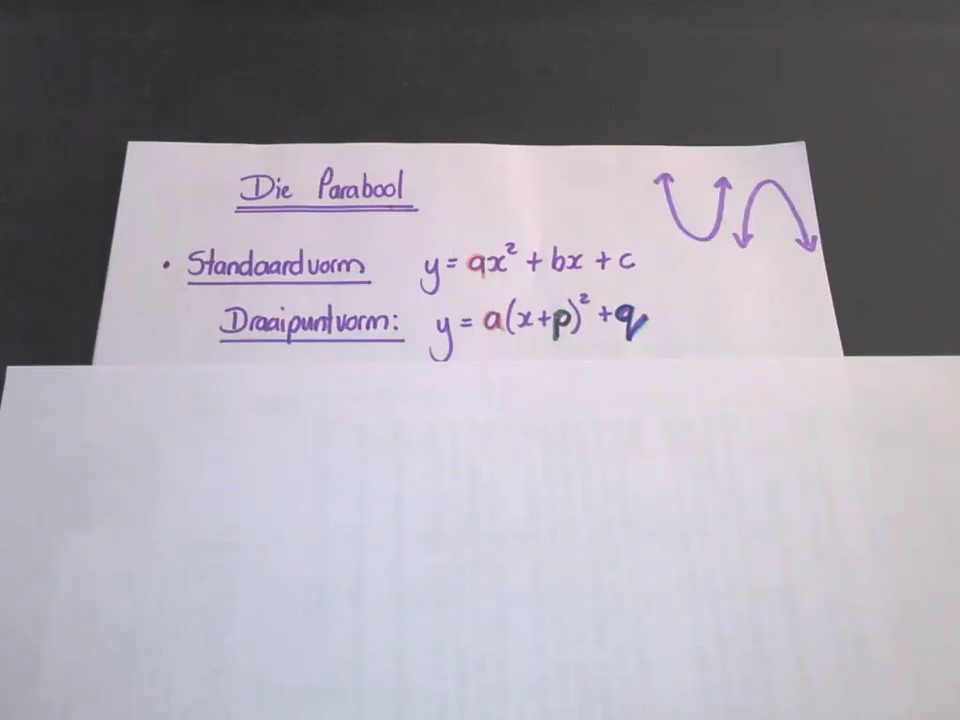 Die Parabool
• Standaardvorm y = ax² + bx + c
Draaipuntvorm: y = a(x+p)² + q